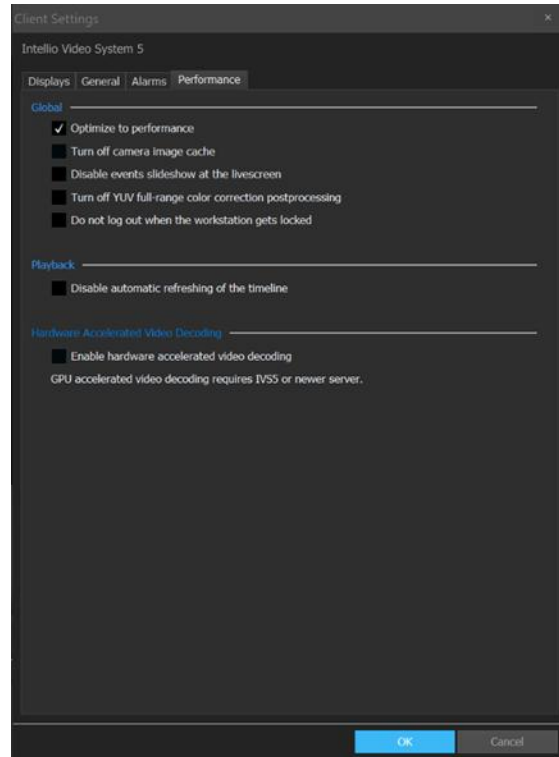 Client Settings
Intellio Video System 5
Displays General Alarms Performance
Global
Optimize to performance
Turn off camera image cache
Disable events slideshow at the livescreen
Turn off YUV full-range color correction postprocessing
Do not log out when the workstation gets locked
Playback
Disable automatic refreshing of the timeline
Hardware Accelerated Video Decoding
Enable hardware accelerated video decoding
GPU accelerated video decoding requires IVS5 or newer server.
OK Cancel